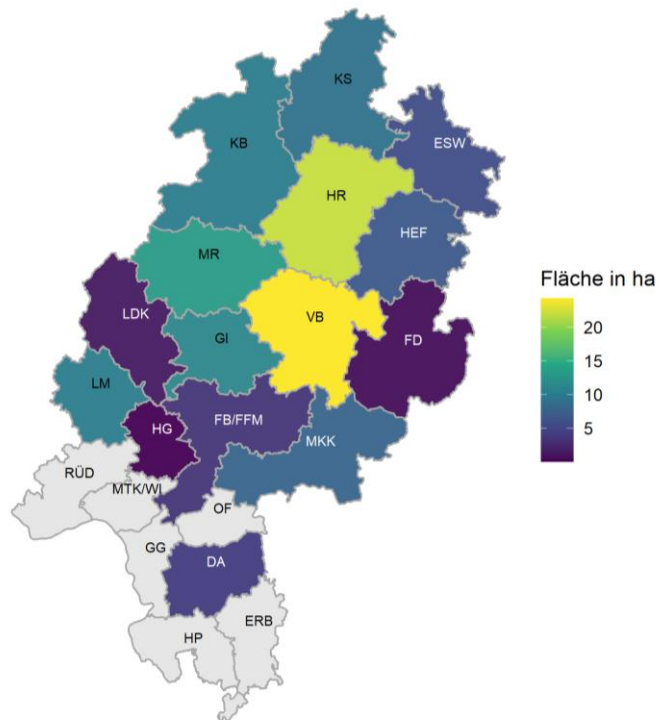 KS
KB
ESW
HR
HEF
MR
Fläche in ha
LDK
VB
20
GI
FD
15
LM
10
HG
FB/FFM
5
MKK
RÜD
MTK/WI
OF
GG
DA
ERB
HP